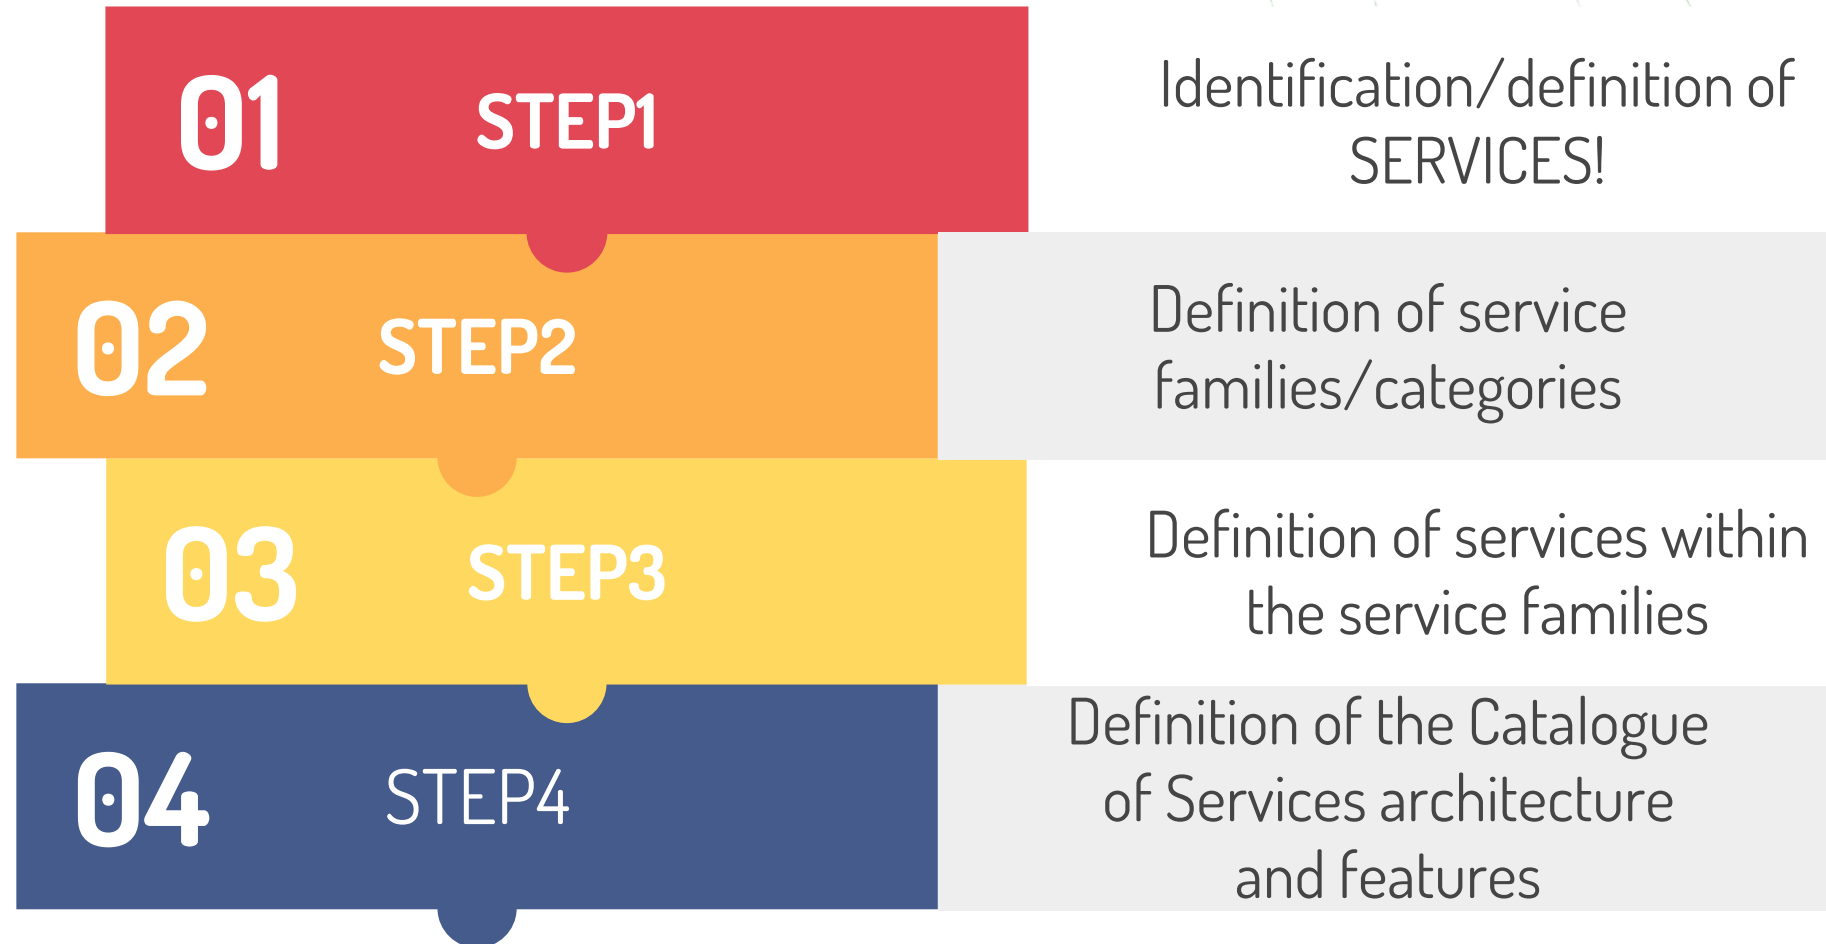 01 STEP1
Identification/definition of
SERVICES!
02 STEP2
Definition of service
families/categories
03 STEP3
Definition of services within
the service families
04 STEP4
Definition of the Catalogue
of Services architecture
and features